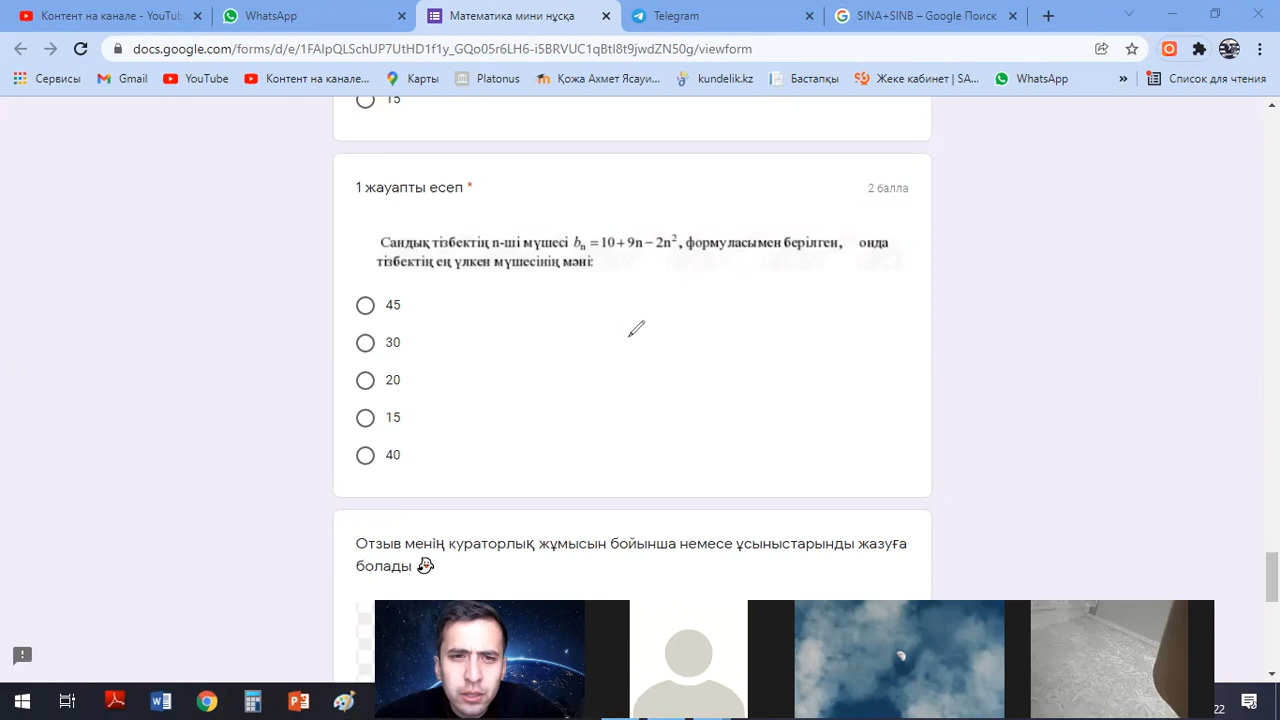 Контент на канале - YouTub
WhatsApp
Математика мини нұсқа
Telegram
SINA+SINB – Google Поиск
docs.google.com/forms/d/e/1FAIpQLSchUP7UtHD1f1y_GQo05r6LH6-i5BRVUC1qBtI8t9jwdZN50g/viewform
Сервисы
Gmail
YouTube
Контент на канале...
Карты
Platonus
Қожа Ахмет Ясауи...
kundelik.kz
Бастапқы
Жеке кабинет | SA...
WhatsApp
»
Список для чтения
15
1 жауапты есеп *
2 балла
Сандық тізбектің n-ші мүшесі bₙ = 10 + 9n − 2n², формуласымен берілген, онда
тізбектің ең үлкен мүшесінің мәні:
45
30
20
15
40
Отзыв менің кураторлық жұмысын бойынша немесе ұсыныстарынды жазуға
болады
22